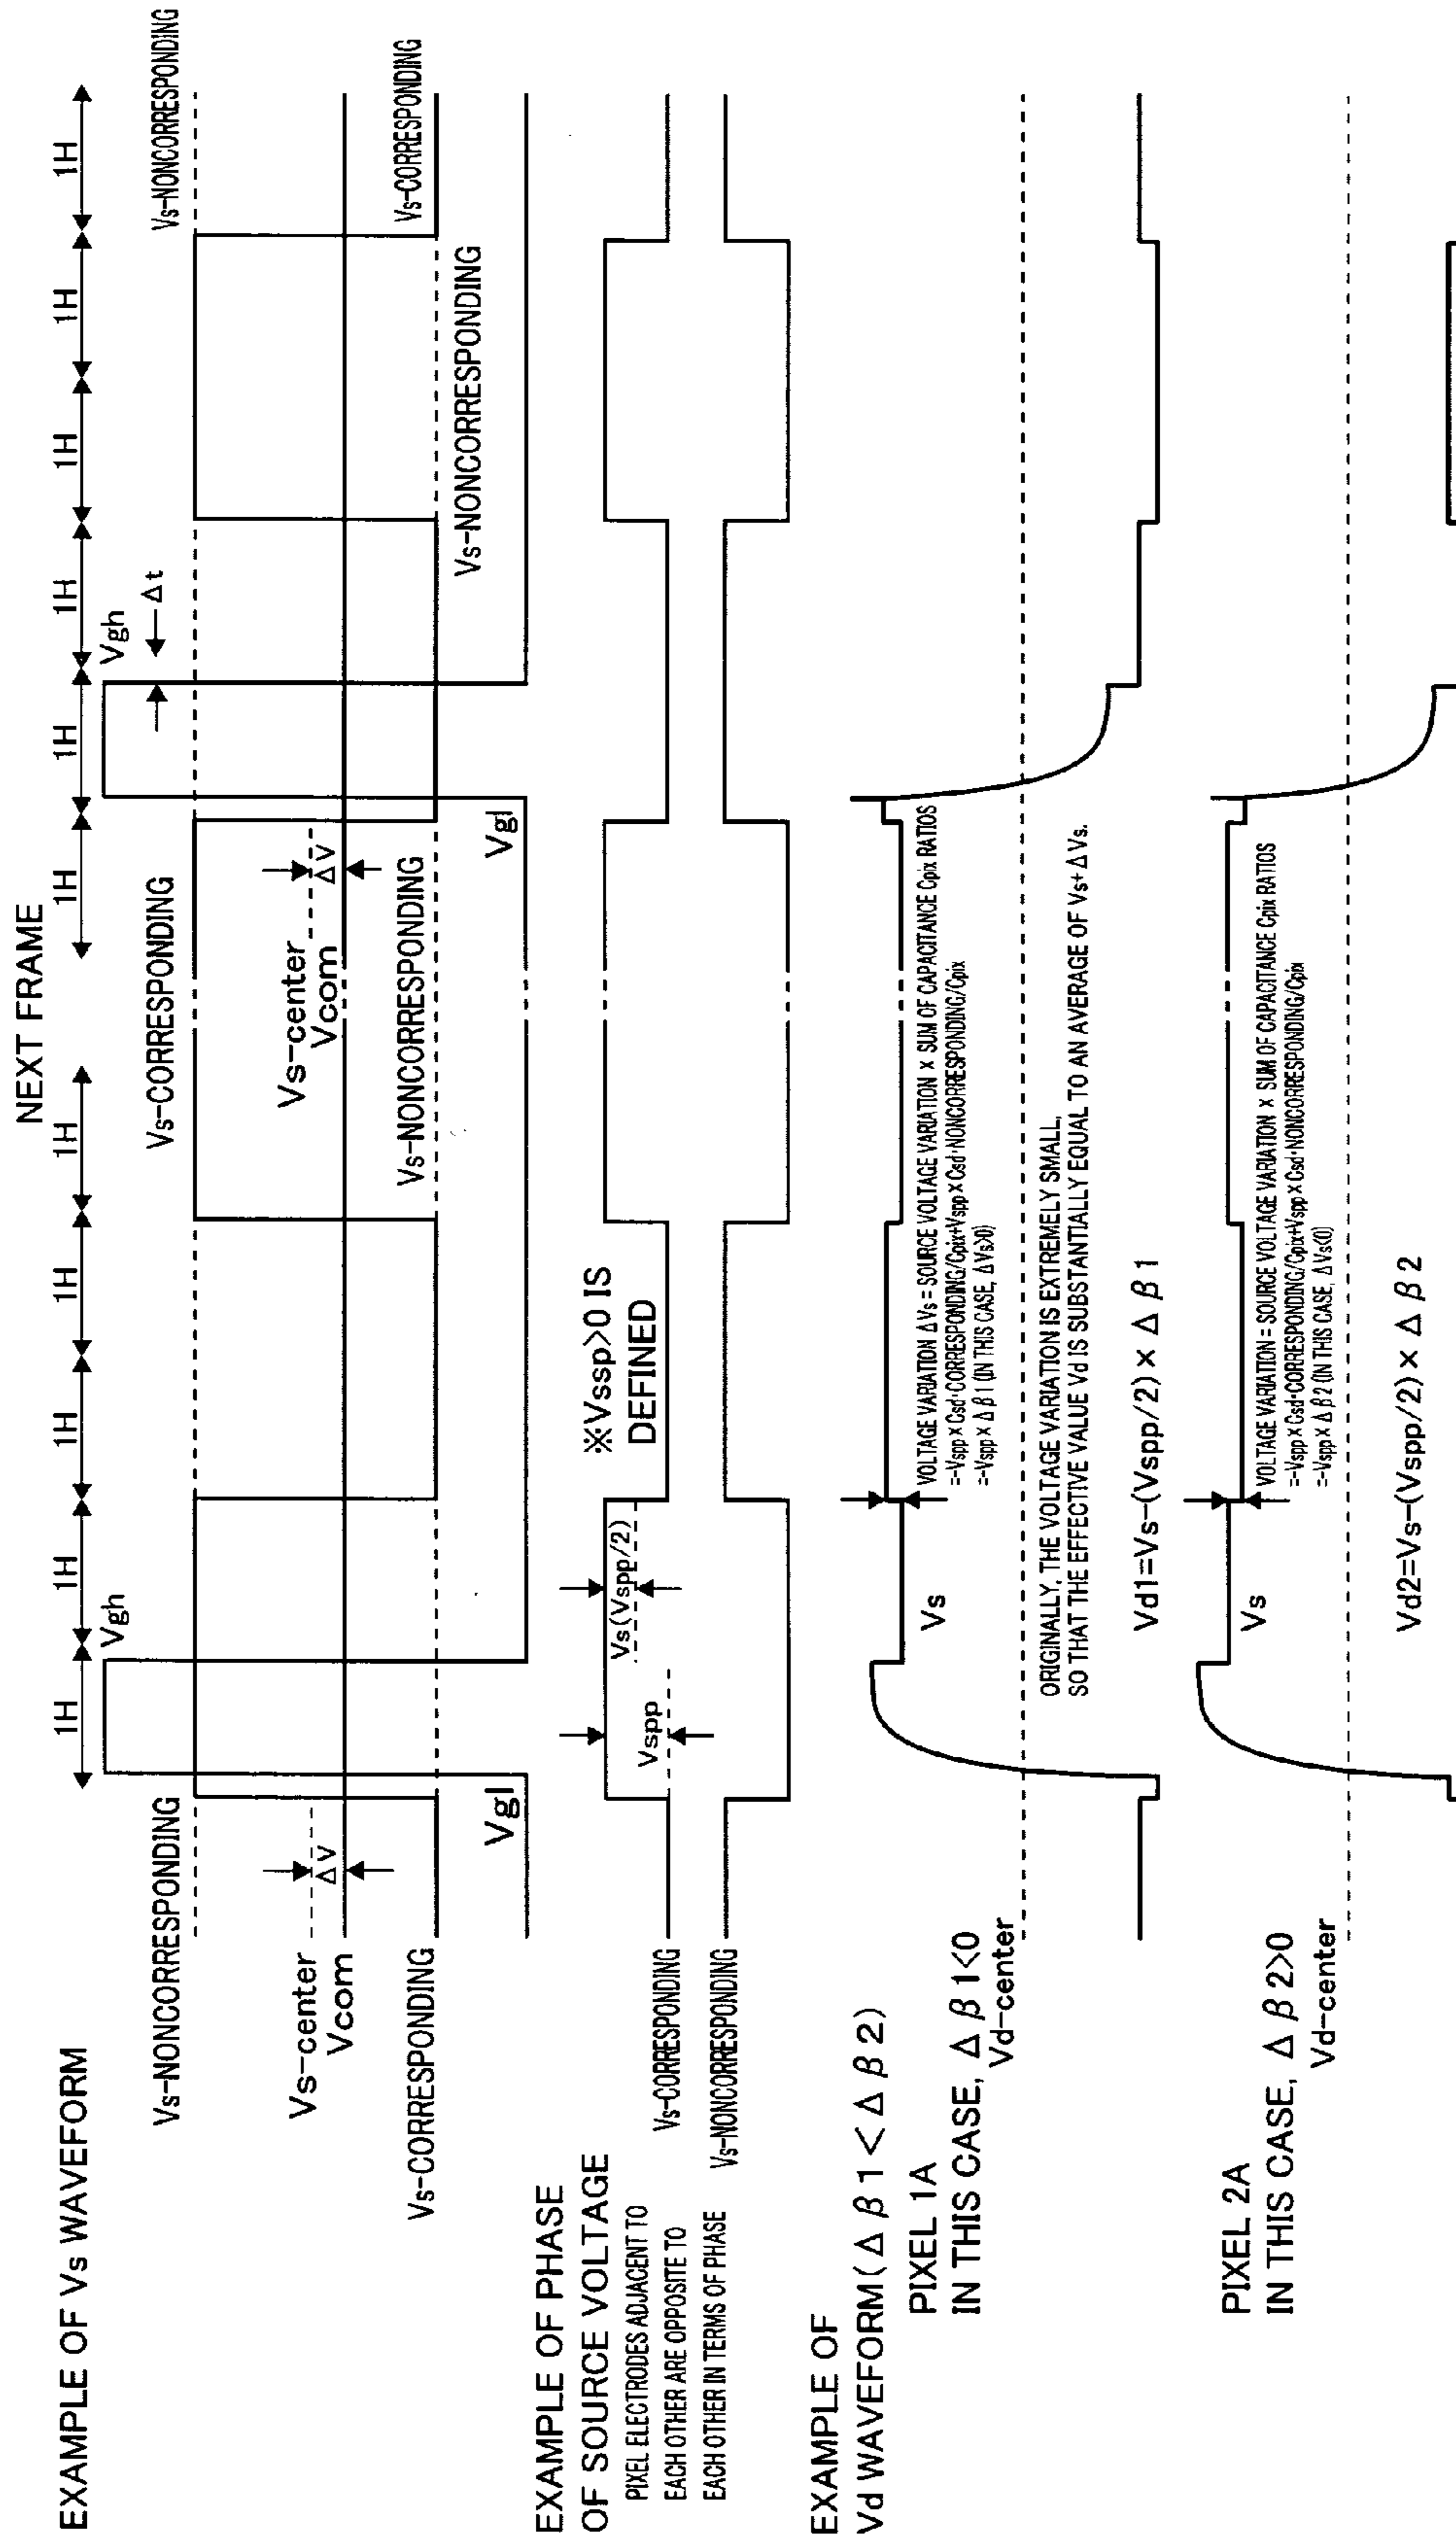 NEXT FRAME
EXAMPLE OF Vs WAVEFORM
1H
1H
1H
1H
1H
1H
1H
1H
1H
1H
1H
Vs-NONCORRESPONDING
Vgh
Vs-CORRESPONDING
Vgh
Δt
Vs-NONCORRESPONDING
Vs-center
ΔV
Vcom
Vs-center
ΔV
Vcom
Vs-CORRESPONDING
Vs-NONCORRESPONDING
Vs-NONCORRESPONDING
Vs-CORRESPONDING
Vgl
Vgl
EXAMPLE OF PHASE
OF SOURCE VOLTAGE
PIXEL ELECTRODES ADJACENT TO
EACH OTHER ARE OPPOSITE TO
EACH OTHER IN TERMS OF PHASE
Vs-CORRESPONDING
Vs-NONCORRESPONDING
Vspp
Vs(Vspp/2)
※Vssp>0 IS
DEFINED
EXAMPLE OF
Vd WAVEFORM(Δβ1<Δβ2)
PIXEL 1A
IN THIS CASE, Δβ1<0
Vd-center
Vs
VOLTAGE VARIATION ΔVs = SOURCE VOLTAGE VARIATION × SUM OF CAPACITANCE Cpix RATIOS
=-Vspp×Csd·CORRESPONDING/Cpix+Vspp×Csd·NONCORRESPONDING/Cpix
=-Vspp×Δβ1 (IN THIS CASE, ΔVs>0)
ORIGINALLY, THE VOLTAGE VARIATION IS EXTREMELY SMALL,
SO THAT THE EFFECTIVE VALUE Vd IS SUBSTANTIALLY EQUAL TO AN AVERAGE OF Vs+ΔVs.
Vd1=Vs-(Vspp/2)×Δβ1
PIXEL 2A
IN THIS CASE, Δβ2>0
Vd-center
Vs
VOLTAGE VARIATION = SOURCE VOLTAGE VARIATION × SUM OF CAPACITANCE Cpix RATIOS
=-Vspp×Csd·CORRESPONDING/Cpix+Vspp×Csd·NONCORRESPONDING/Cpix
=-Vspp×Δβ2 (IN THIS CASE, ΔVs<0)
Vd2=Vs-(Vspp/2)×Δβ2